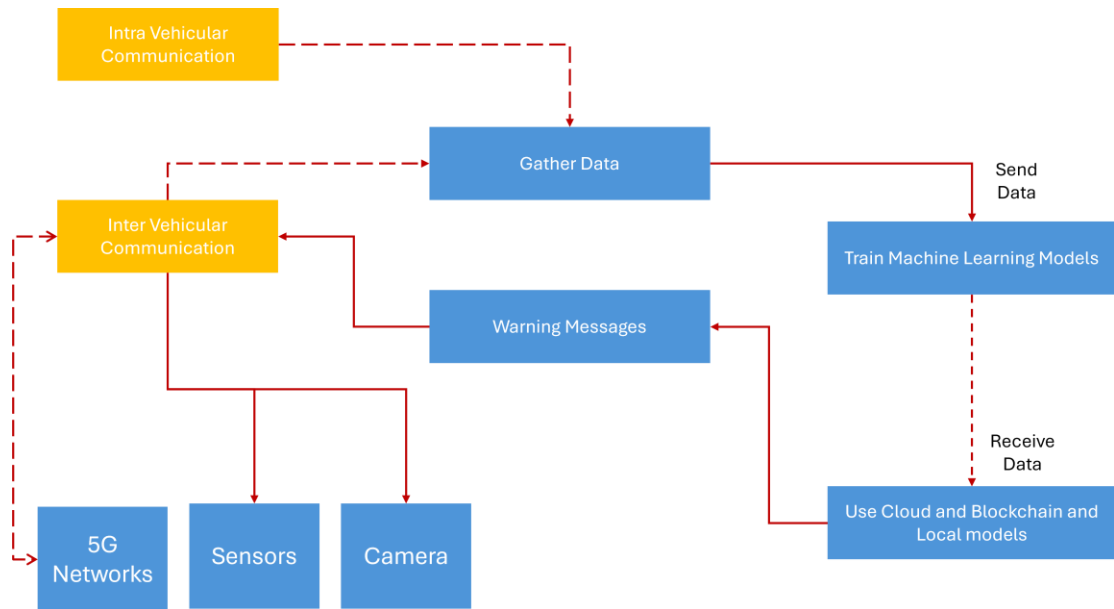 Intra Vehicular
Communication
Gather Data
Send
Data
Inter Vehicular
Communication
Train Machine Learning Models
Warning Messages
Receive
Data
Use Cloud and Blockchain and
Local models
5G
Networks
Sensors
Camera